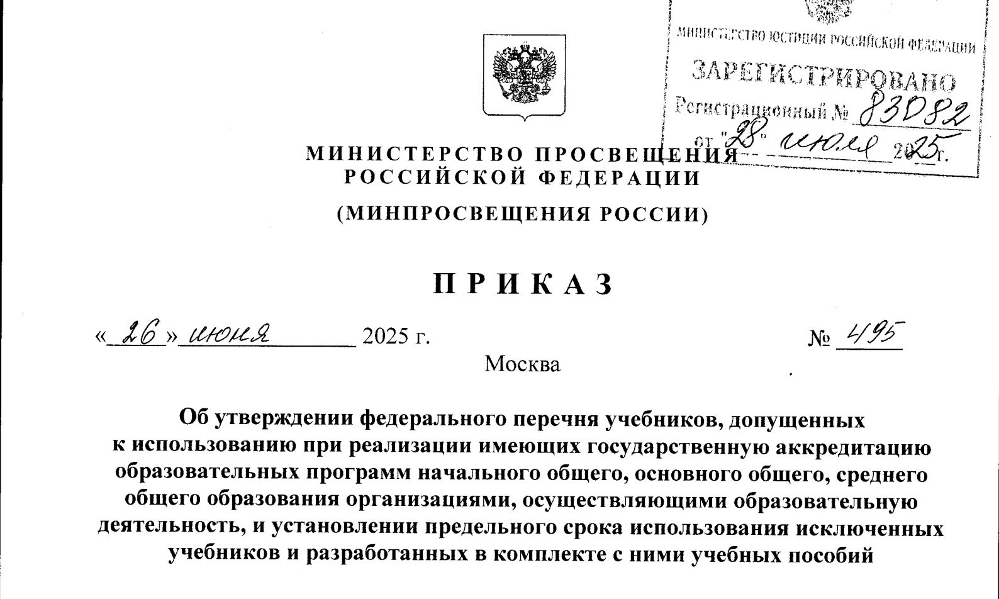 МИНИСТЕРСТВО ЮСТИЦИИ РОССИЙСКОЙ ФЕДЕРАЦИИ
ЗАРЕГИСТРИРОВАНО
Регистрационный № 83082
от "28" июля 2025г.
МИНИСТЕРСТВО ПРОСВЕЩЕНИЯ
РОССИЙСКОЙ ФЕДЕРАЦИИ
(МИНПРОСВЕЩЕНИЯ РОССИИ)
ПРИКАЗ
«26» июня 2025 г.
№ 495
Москва
Об утверждении федерального перечня учебников, допущенных
к использованию при реализации имеющих государственную аккредитацию
образовательных программ начального общего, основного общего, среднего
общего образования организациями, осуществляющими образовательную
деятельность, и установлении предельного срока использования исключенных
учебников и разработанных в комплекте с ними учебных пособий